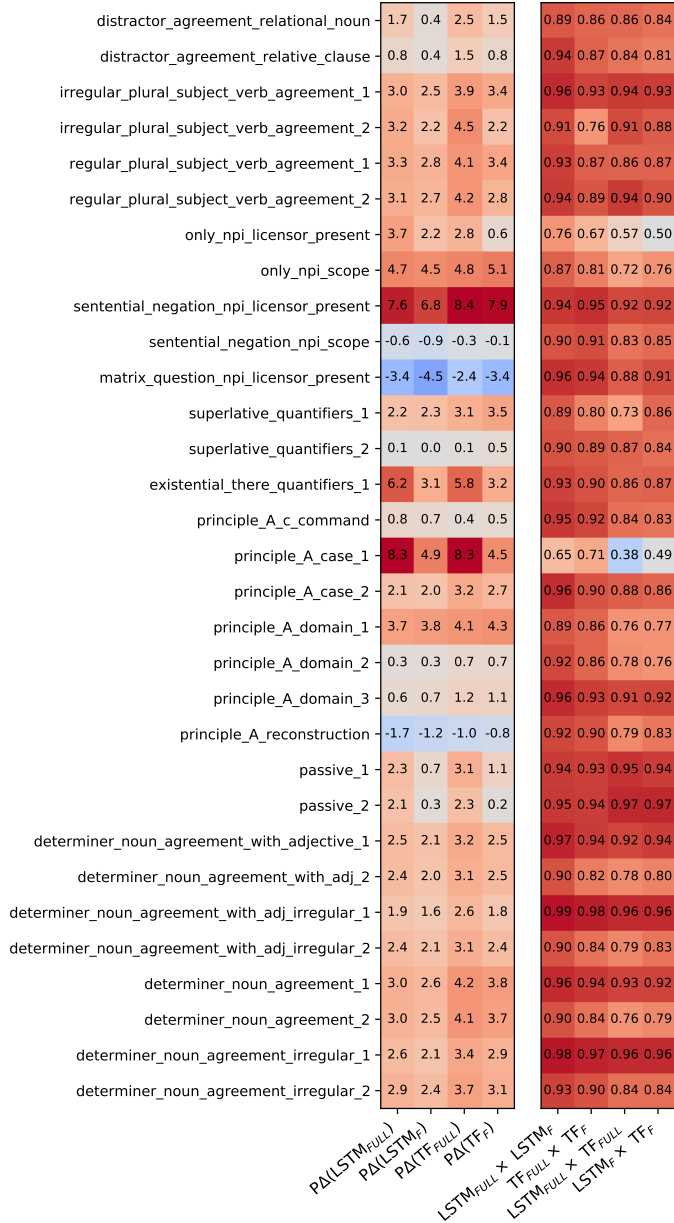 distractor_agreement_relational_noun 1.7 0.4 2.5 1.5 0.89 0.86 0.86 0.84
distractor_agreement_relative_clause 0.8 0.4 1.5 0.8 0.94 0.87 0.84 0.81
irregular_plural_subject_verb_agreement_1 3.0 2.5 3.9 3.4 0.96 0.93 0.94 0.93
irregular_plural_subject_verb_agreement_2 3.2 2.2 4.5 2.2 0.91 0.76 0.91 0.88
regular_plural_subject_verb_agreement_1 3.3 2.8 4.1 3.4 0.93 0.87 0.86 0.87
regular_plural_subject_verb_agreement_2 3.1 2.7 4.2 2.8 0.94 0.89 0.94 0.90
only_npi_licensor_present 3.7 2.2 2.8 0.6 0.76 0.67 0.57 0.50
only_npi_scope 4.7 4.5 4.8 5.1 0.87 0.81 0.72 0.76
sentential_negation_npi_licensor_present 7.6 6.8 8.4 7.9 0.94 0.95 0.92 0.92
sentential_negation_npi_scope -0.6 -0.9 -0.3 -0.1 0.90 0.91 0.83 0.85
matrix_question_npi_licensor_present -3.4 -4.5 -2.4 -3.4 0.96 0.94 0.88 0.91
superlative_quantifiers_1 2.2 2.3 3.1 3.5 0.89 0.80 0.73 0.86
superlative_quantifiers_2 0.1 0.0 0.1 0.5 0.90 0.89 0.87 0.84
existential_there_quantifiers_1 6.2 3.1 5.8 3.2 0.93 0.90 0.86 0.87
principle_A_c_command 0.8 0.7 0.4 0.5 0.95 0.92 0.84 0.83
principle_A_case_1 8.3 4.9 8.3 4.5 0.65 0.71 0.38 0.49
principle_A_case_2 2.1 2.0 3.2 2.7 0.96 0.90 0.88 0.86
principle_A_domain_1 3.7 3.8 4.1 4.3 0.89 0.86 0.76 0.77
principle_A_domain_2 0.3 0.3 0.7 0.7 0.92 0.86 0.78 0.76
principle_A_domain_3 0.6 0.7 1.2 1.1 0.96 0.93 0.91 0.92
principle_A_reconstruction -1.7 -1.2 -1.0 -0.8 0.92 0.90 0.79 0.83
passive_1 2.3 0.7 3.1 1.1 0.94 0.93 0.95 0.94
passive_2 2.1 0.3 2.3 0.2 0.95 0.94 0.97 0.97
determiner_noun_agreement_with_adjective_1 2.5 2.1 3.2 2.5 0.97 0.94 0.92 0.94
determiner_noun_agreement_with_adj_2 2.4 2.0 3.1 2.5 0.90 0.82 0.78 0.80
determiner_noun_agreement_with_adj_irregular_1 1.9 1.6 2.6 1.8 0.99 0.98 0.96 0.96
determiner_noun_agreement_with_adj_irregular_2 2.4 2.1 3.1 2.4 0.90 0.84 0.79 0.83
determiner_noun_agreement_1 3.0 2.6 4.2 3.8 0.96 0.94 0.93 0.92
determiner_noun_agreement_2 3.0 2.5 4.1 3.7 0.90 0.84 0.76 0.79
determiner_noun_agreement_irregular_1 2.6 2.1 3.4 2.9 0.98 0.97 0.96 0.96
determiner_noun_agreement_irregular_2 2.9 2.4 3.7 3.1 0.93 0.90 0.84 0.84
PΔ(LSTM_FULL)
PΔ(LSTM_F)
PΔ(TF_FULL)
PΔ(TF_F)
LSTM_FULL × LSTM_F
TF_FULL × TF_F
LSTM_FULL × TF_FULL
LSTM_F × TF_F